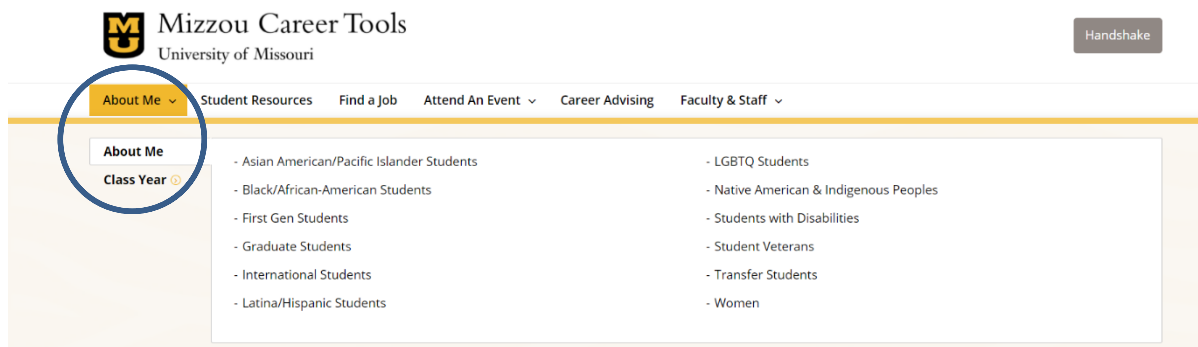 Mizzou Career Tools
University of Missouri
Handshake
About Me
Student Resources
Find a Job
Attend An Event
Career Advising
Faculty & Staff
About Me
Class Year
- Asian American/Pacific Islander Students
- Black/African-American Students
- First Gen Students
- Graduate Students
- International Students
- Latina/Hispanic Students
- LGBTQ Students
- Native American & Indigenous Peoples
- Students with Disabilities
- Student Veterans
- Transfer Students
- Women